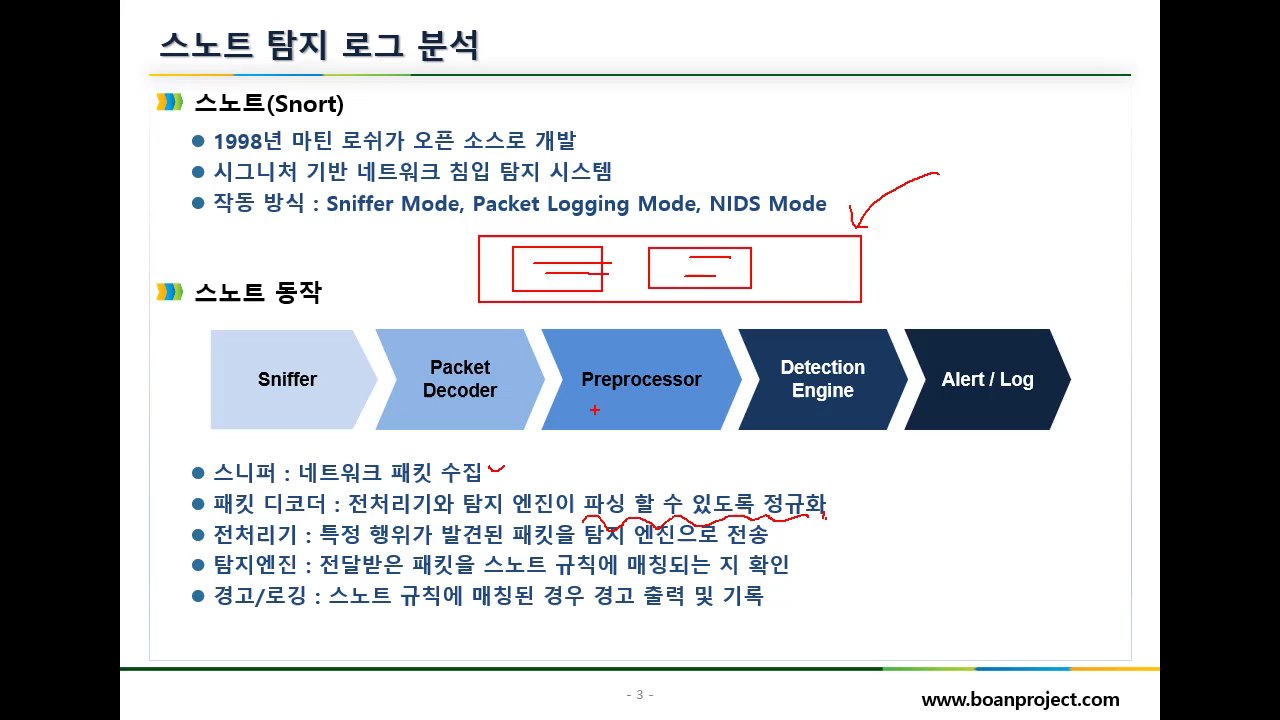 스노트 탐지 로그 분석
스노트(Snort)
1998년 마틴 로쉬가 오픈 소스로 개발
시그니처 기반 네트워크 침입 탐지 시스템
작동 방식 : Sniffer Mode, Packet Logging Mode, NIDS Mode
스노트 동작
Sniffer
Packet
Decoder
Preprocessor
Detection
Engine
Alert / Log
스니퍼 : 네트워크 패킷 수집
패킷 디코더 : 전처리기와 탐지 엔진이 파싱 할 수 있도록 정규화
전처리기 : 특정 행위가 발견된 패킷을 탐지 엔진으로 전송
탐지엔진 : 전달받은 패킷을 스노트 규칙에 매칭되는 지 확인
경고/로깅 : 스노트 규칙에 매칭된 경우 경고 출력 및 기록
- 3 -
www.boanproject.com